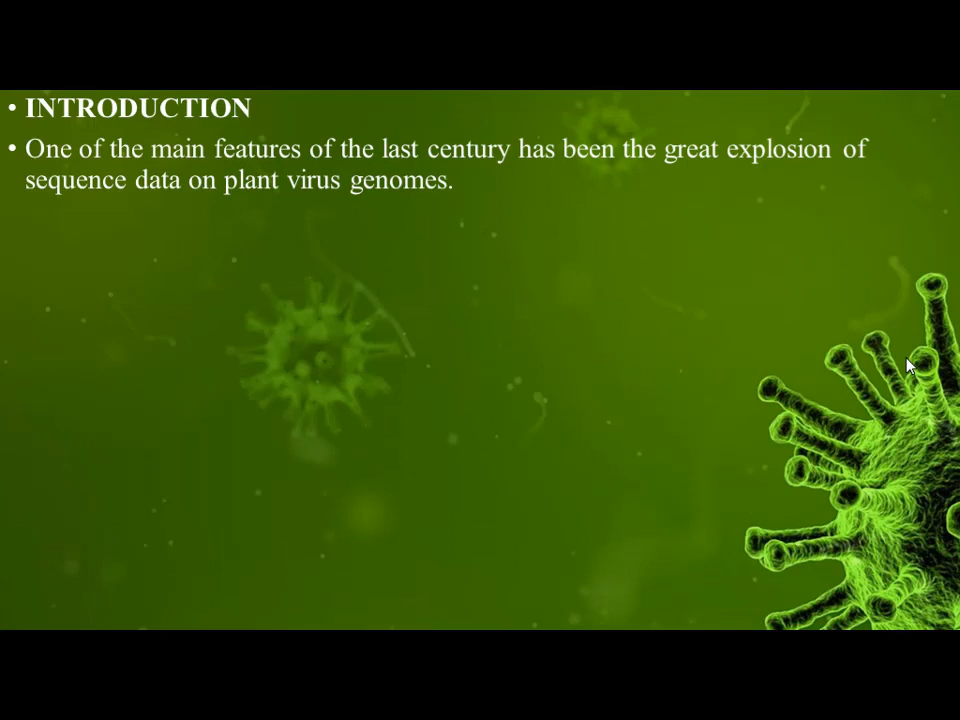 • INTRODUCTION
• One of the main features of the last century has been the great explosion of
sequence data on plant virus genomes.